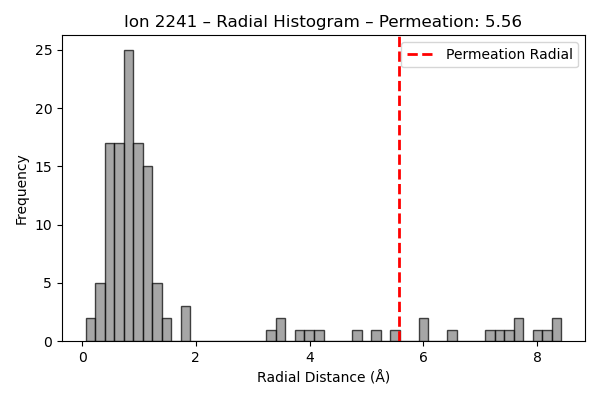 Ion 2241 – Radial Histogram – Permeation: 5.56
Permeation Radial
Frequency
25
20
15
10
5
0
0 2 4 6 8
Radial Distance (Å)